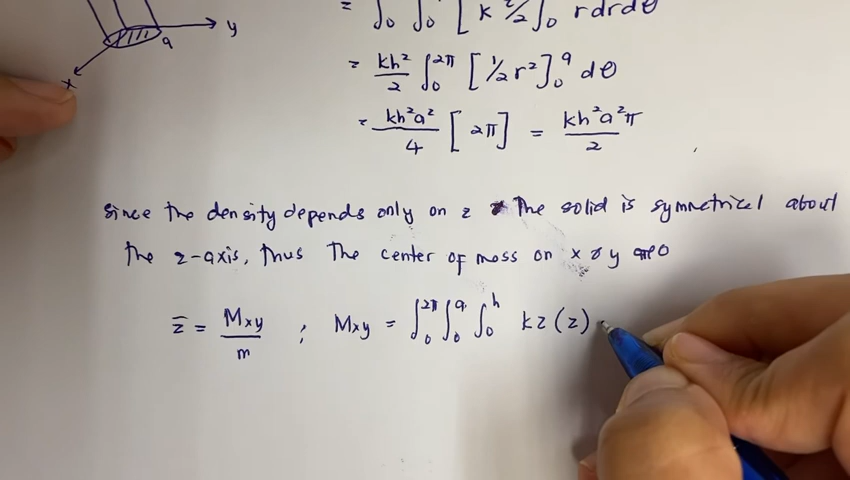 = ∫₀ ∫₀ [k z²/2]₀ r dr dθ
y
a
= kh²/2 ∫₀^2π [½ r²]₀^a dθ
x
= kh²a²/4 [2π] = kh²a²π/2
since the density depends only on z & the solid is symmetrical about
the z-axis, thus the center of mass on x & y are 0
z̄ = Mxy/m ; Mxy = ∫₀^2π ∫₀^a ∫₀^h kz(z)